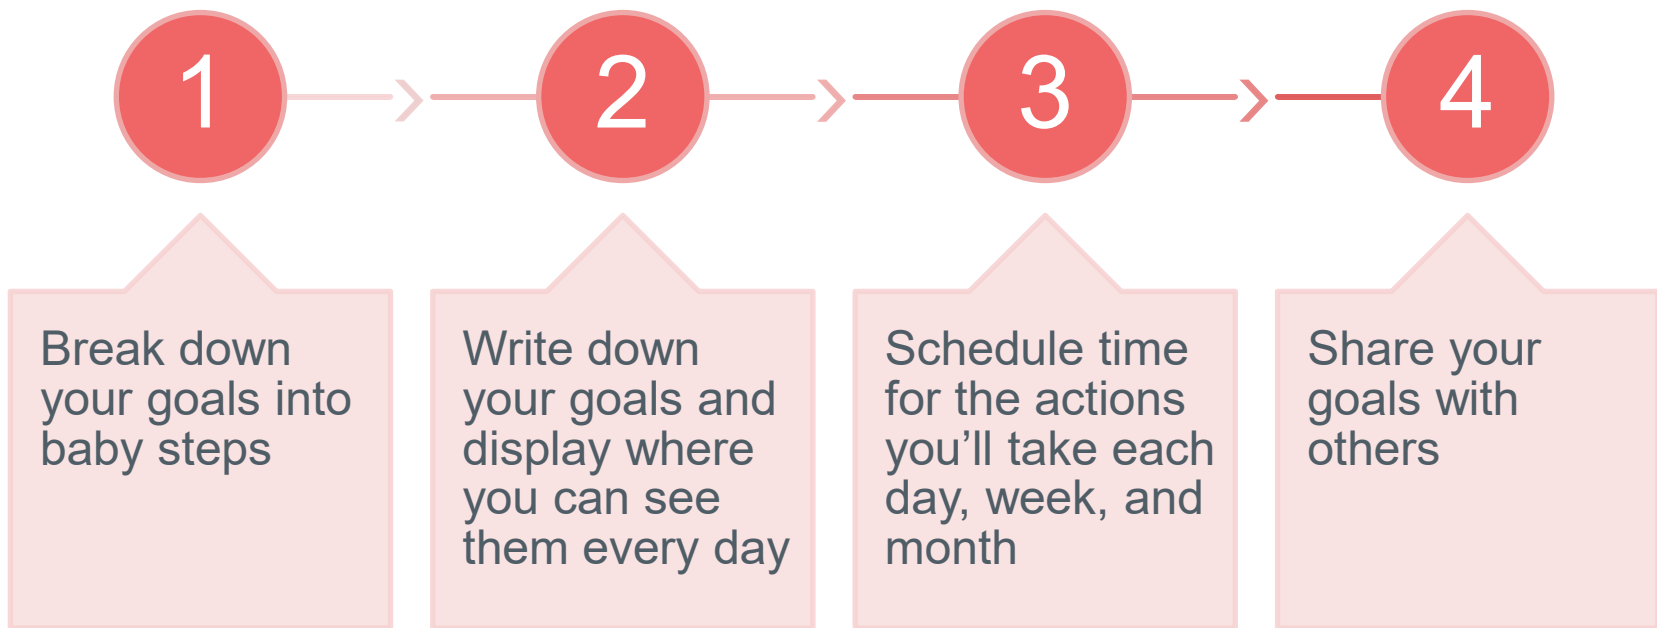 1
2
3
4
Break down
your goals into
baby steps
Write down
your goals and
display where
you can see
them every day
Schedule time
for the actions
you’ll take each
day, week, and
month
Share your
goals with
others